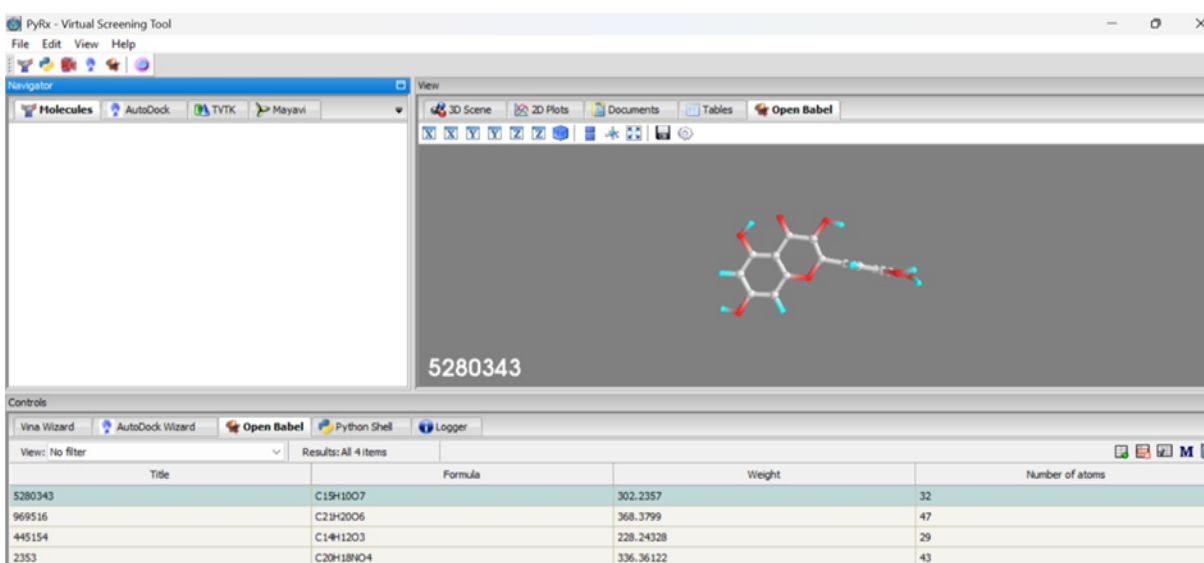 PyRx - Virtual Screening Tool
File Edit View Help
Navigator
View
Molecules AutoDock TVTK Mayavi
3D Scene 2D Plots Documents Tables Open Babel
X X Y Y Z Z
5280343
Controls
Vina Wizard AutoDock Wizard Open Babel Python Shell Logger
View: No filter Results: All 4 items M
Title Formula Weight Number of atoms
5280343 C15H10O7 302.2357 32
969516 C21H20O6 368.3799 47
445154 C14H12O3 228.24328 29
2353 C20H18NO4 336.36122 43